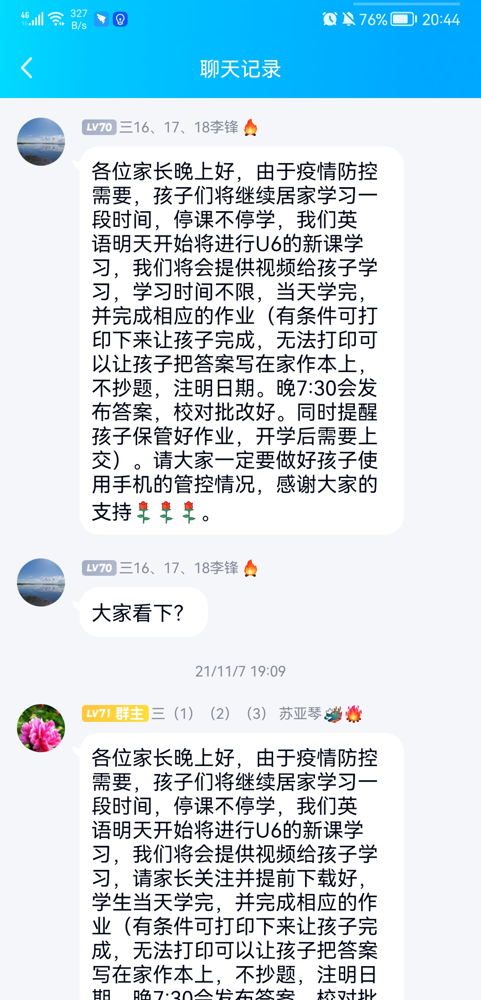 4G 327 B/s 76% 20:44
聊天记录
LV70 三16、17、18李锋
各位家长晚上好，由于疫情防控
需要，孩子们将继续居家学习一
段时间，停课不停学，我们英
语明天开始将进行U6的新课学
习，我们将会提供视频给孩子学
习，学习时间不限，当天学完，
并完成相应的作业（有条件可打
印下来让孩子完成，无法打印可
以让孩子把答案写在家作本上，
不抄题，注明日期。晚7:30会发
布答案，校对批改好。同时提醒
孩子保管好作业，开学后需要上
交）。请大家一定要做好孩子使
用手机的管控情况，感谢大家的
支持🌹🌹🌹。
LV70 三16、17、18李锋
大家看下？
21/11/7 19:09
LV71 群主 三（1）（2）（3） 苏亚琴
各位家长晚上好，由于疫情防控
需要，孩子们将继续居家学习一
段时间，停课不停学，我们英
语明天开始将进行U6的新课学
习，我们将会提供视频给孩子学
习，请家长关注并提前下载好，
学生当天学完，并完成相应的作
业（有条件可打印下来让孩子完
成，无法打印可以让孩子把答案
写在家作本上，不抄题，注明日
期。晚7:30会发布答案，校对批